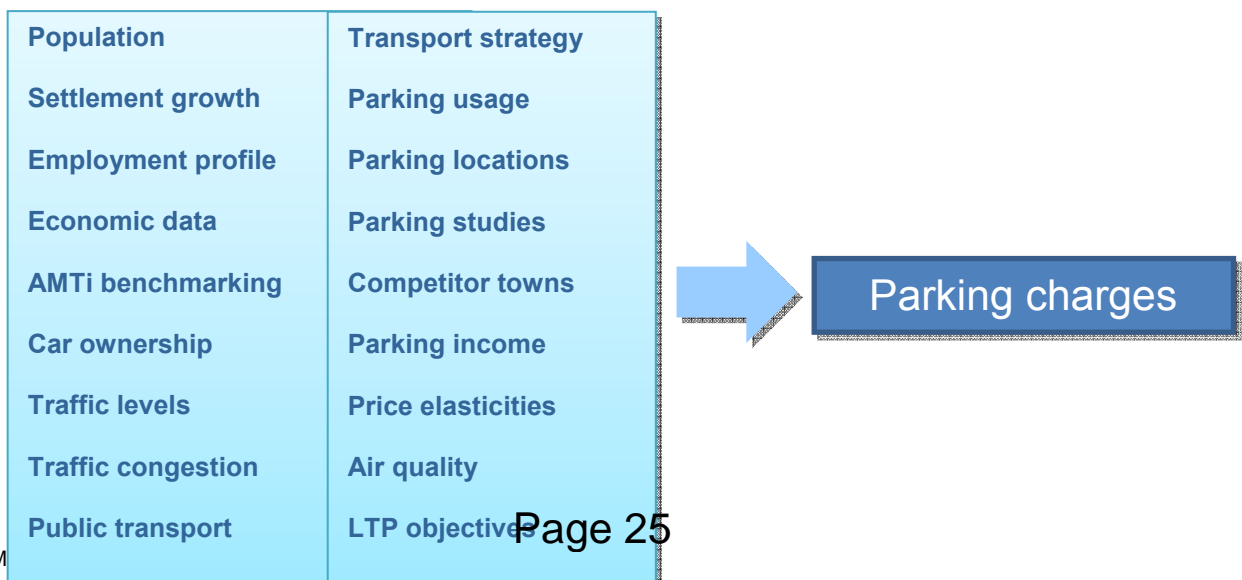 Population
Settlement growth
Employment profile
Economic data
AMTi benchmarking
Car ownership
Traffic levels
Traffic congestion
Public transport
Transport strategy
Parking usage
Parking locations
Parking studies
Competitor towns
Parking income
Price elasticities
Air quality
LTP objectives
Parking charges
Page 25
M